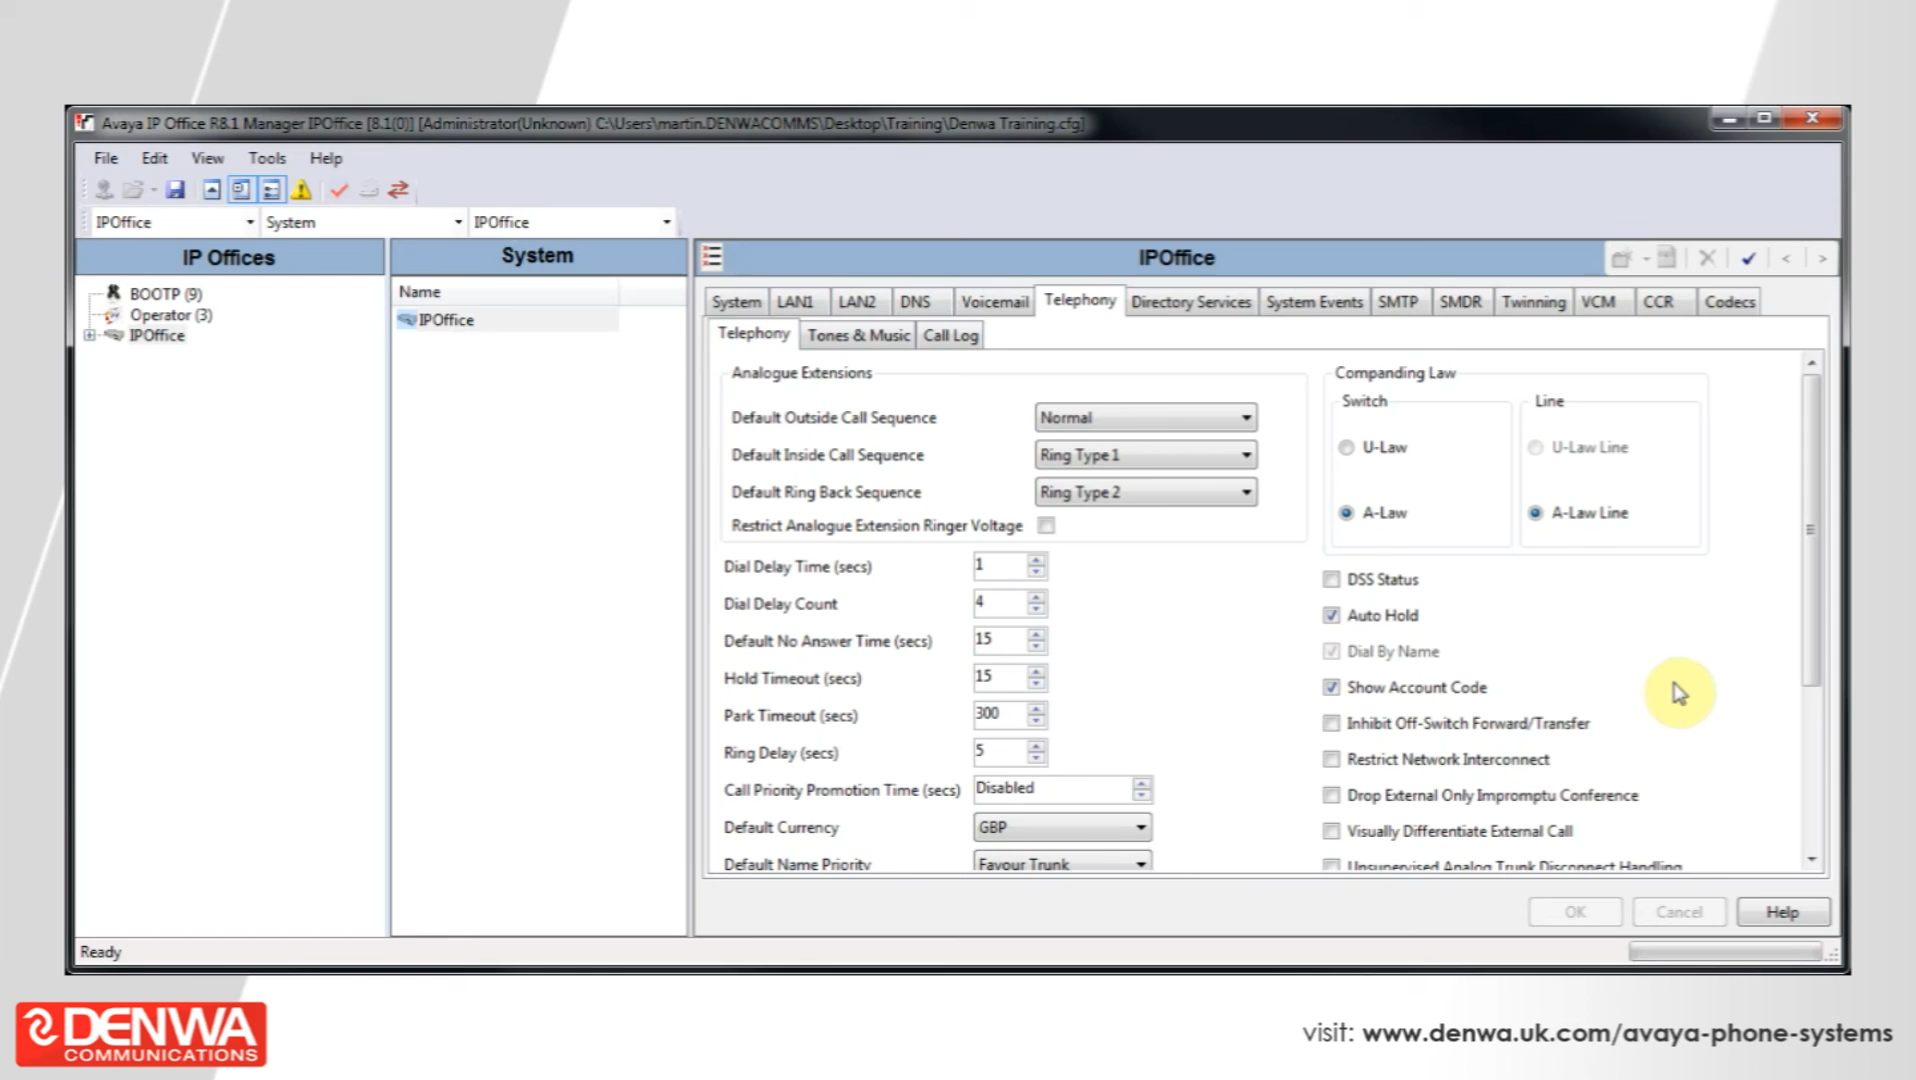 Avaya IP Office R8.1 Manager IPOffice [8.1(0)] [Administrator(Unknown) C:\Users\martin.DENWACOMMS\Desktop\Training\Denwa Training.cfg]
File Edit View Tools Help
IPOffice System IPOffice
IP Offices
BOOTP (9)
Operator (3)
IPOffice
System
Name
IPOffice
IPOffice
System LAN1 LAN2 DNS Voicemail Telephony Directory Services System Events SMTP SMDR Twinning VCM CCR Codecs
Telephony Tones & Music Call Log
Analogue Extensions
Default Outside Call Sequence Normal
Default Inside Call Sequence Ring Type 1
Default Ring Back Sequence Ring Type 2
Restrict Analogue Extension Ringer Voltage
Dial Delay Time (secs) 1
Dial Delay Count 4
Default No Answer Time (secs) 15
Hold Timeout (secs) 15
Park Timeout (secs) 300
Ring Delay (secs) 5
Call Priority Promotion Time (secs) Disabled
Default Currency GBP
Default Name Priority Favour Trunk
Companding Law
Switch Line
U-Law U-Law Line
A-Law A-Law Line
DSS Status
Auto Hold
Dial By Name
Show Account Code
Inhibit Off-Switch Forward/Transfer
Restrict Network Interconnect
Drop External Only Impromptu Conference
Visually Differentiate External Call
Unsupervised Analog Trunk Disconnect Handling
OK Cancel Help
Ready
DENWA
COMMUNICATIONS
visit: www.denwa.uk.com/avaya-phone-systems